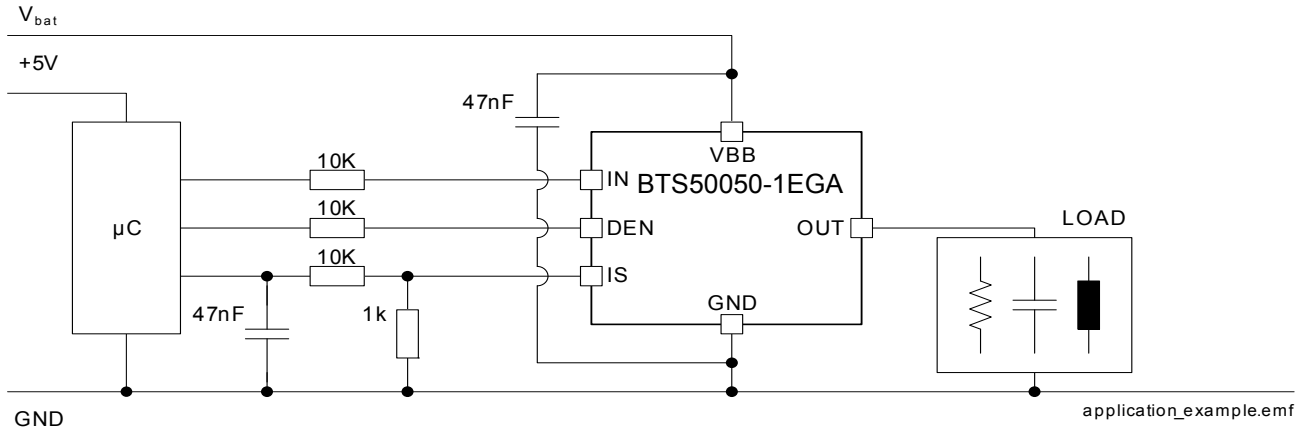 Vbat
+5V
47nF
VBB
10K
IN
BTS50050-1EGA
10K
µC
DEN
OUT
LOAD
10K
IS
47nF
1k
GND
GND
application_example.emf